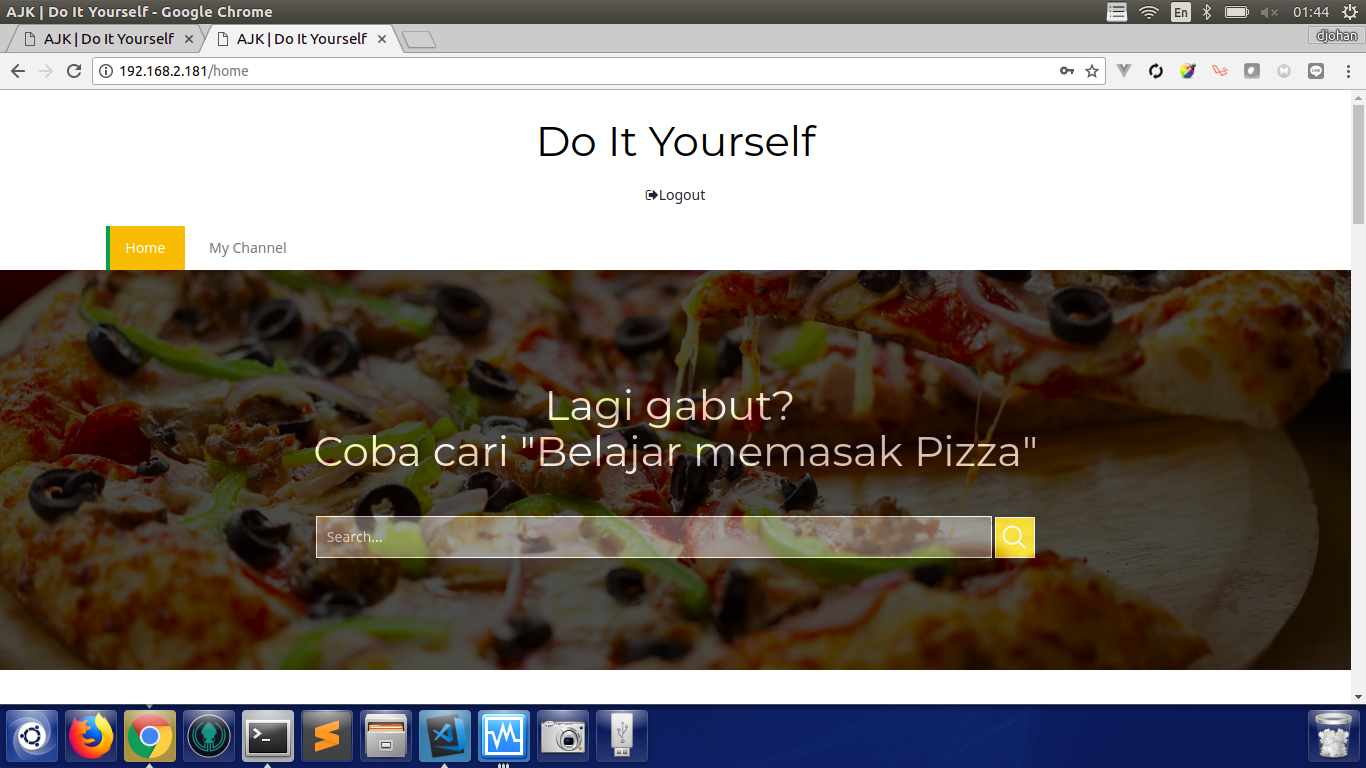 AJK | Do It Yourself - Google Chrome
En
01:44
AJK | Do It Yourself
AJK | Do It Yourself
djohan
192.168.2.181/home
Do It Yourself
Logout
Home
My Channel
Lagi gabut?
Coba cari "Belajar memasak Pizza"
Search...